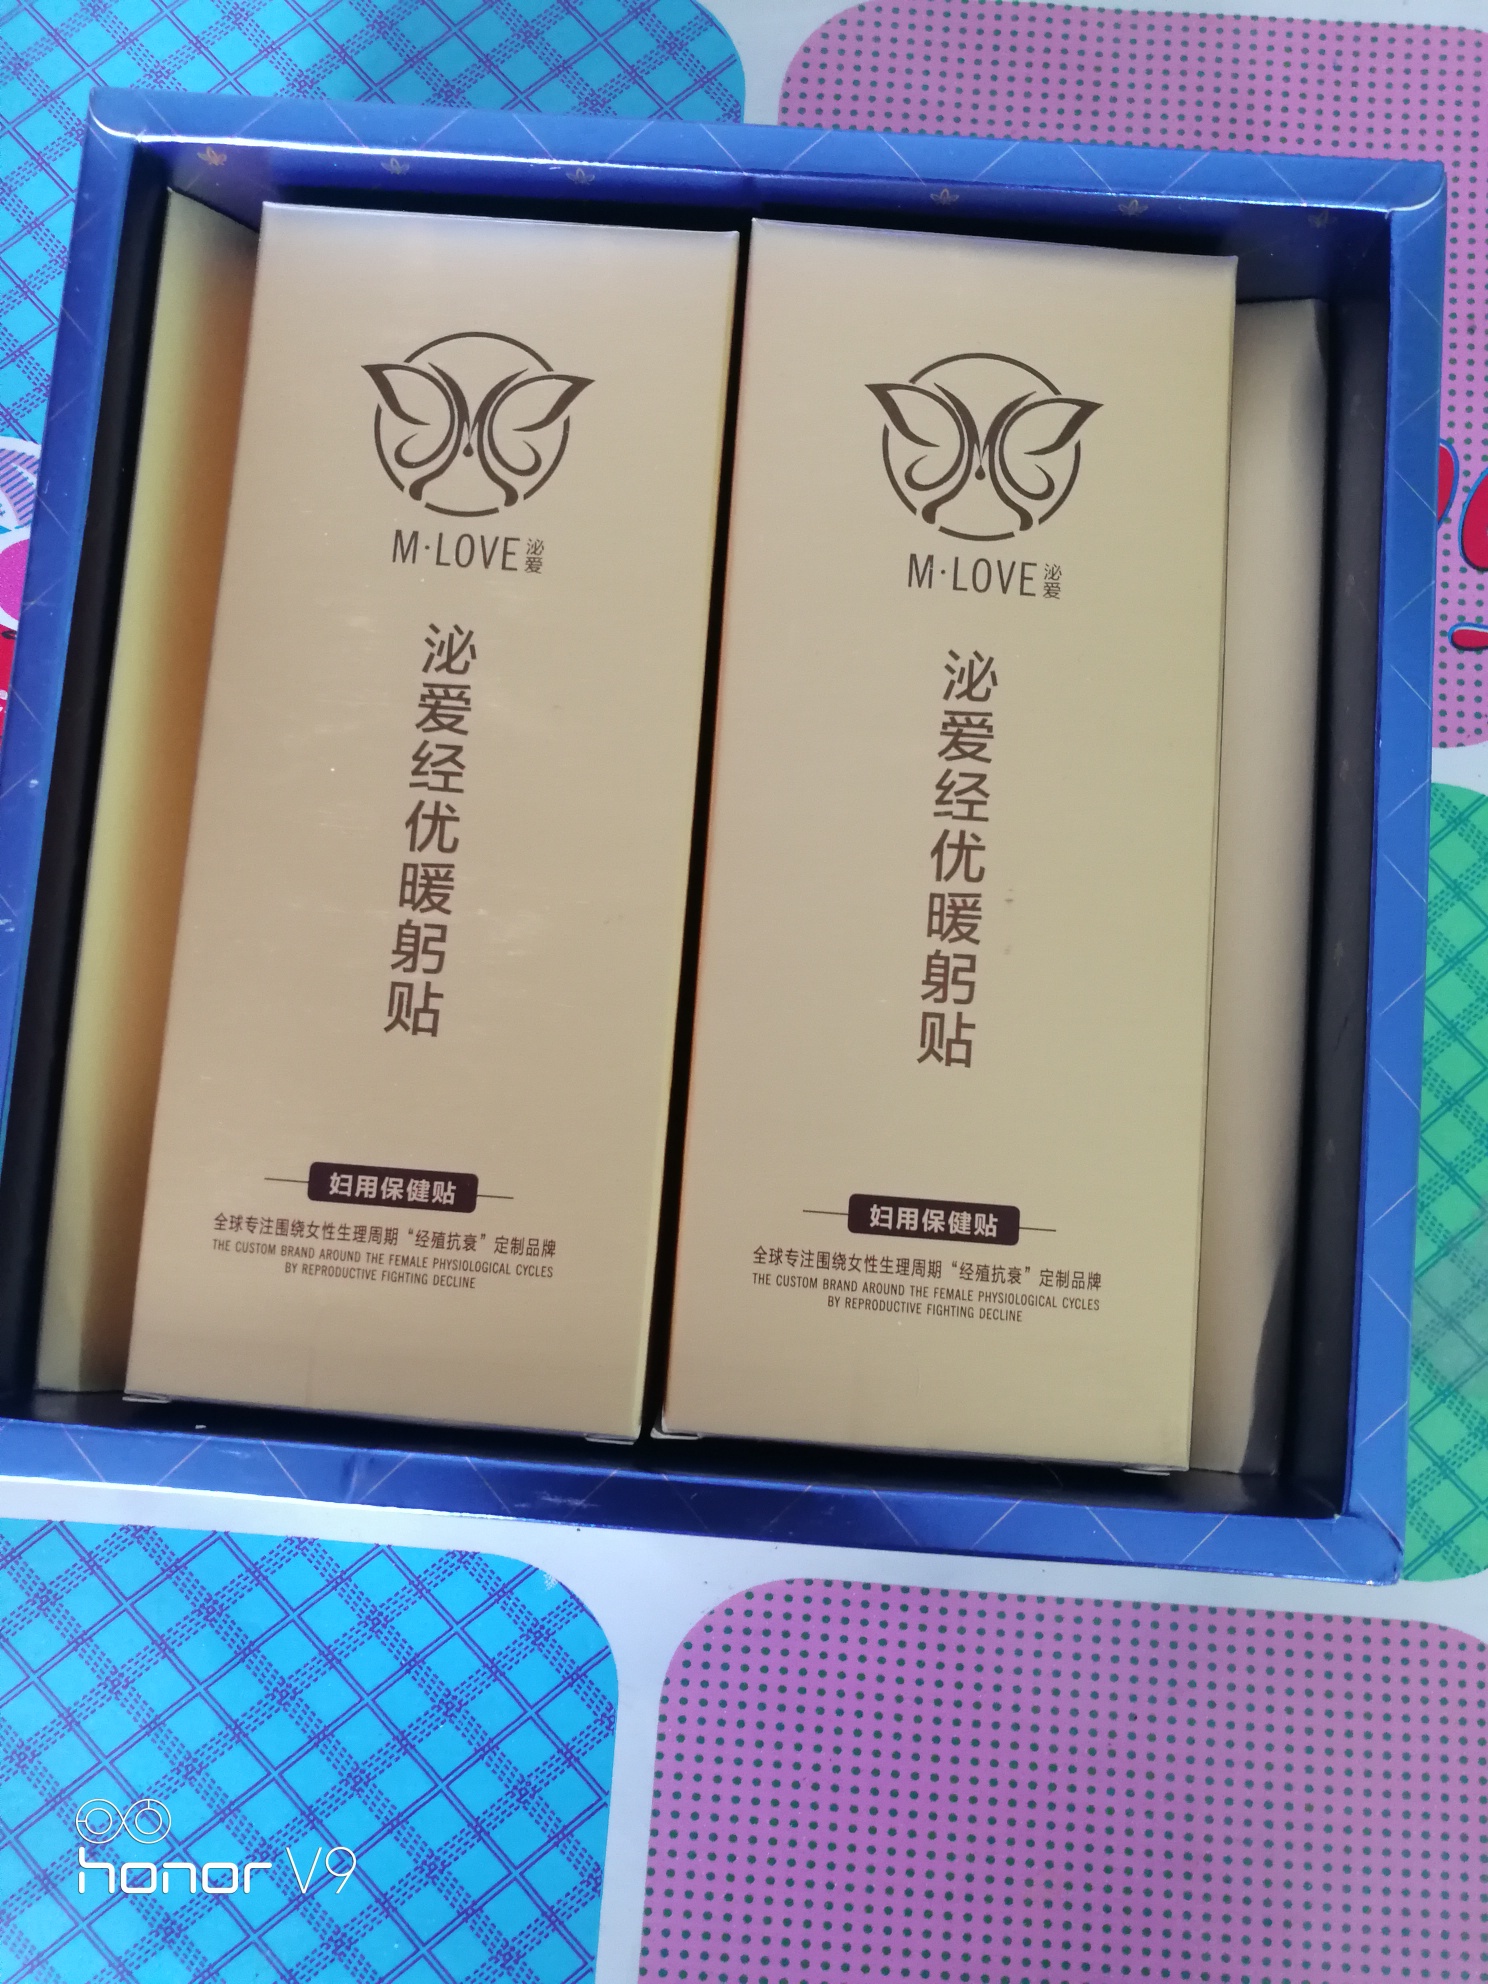 M·LOVE 泌爱
泌爱经优暖躬贴
妇用保健贴
全球专注围绕女性生理周期“经殖抗衰”定制品牌
THE CUSTOM BRAND AROUND THE FEMALE PHYSIOLOGICAL CYCLES
BY REPRODUCTIVE FIGHTING DECLINE
M·LOVE 泌爱
泌爱经优暖躬贴
妇用保健贴
全球专注围绕女性生理周期“经殖抗衰”定制品牌
THE CUSTOM BRAND AROUND THE FEMALE PHYSIOLOGICAL CYCLES
BY REPRODUCTIVE FIGHTING DECLINE
honor V9